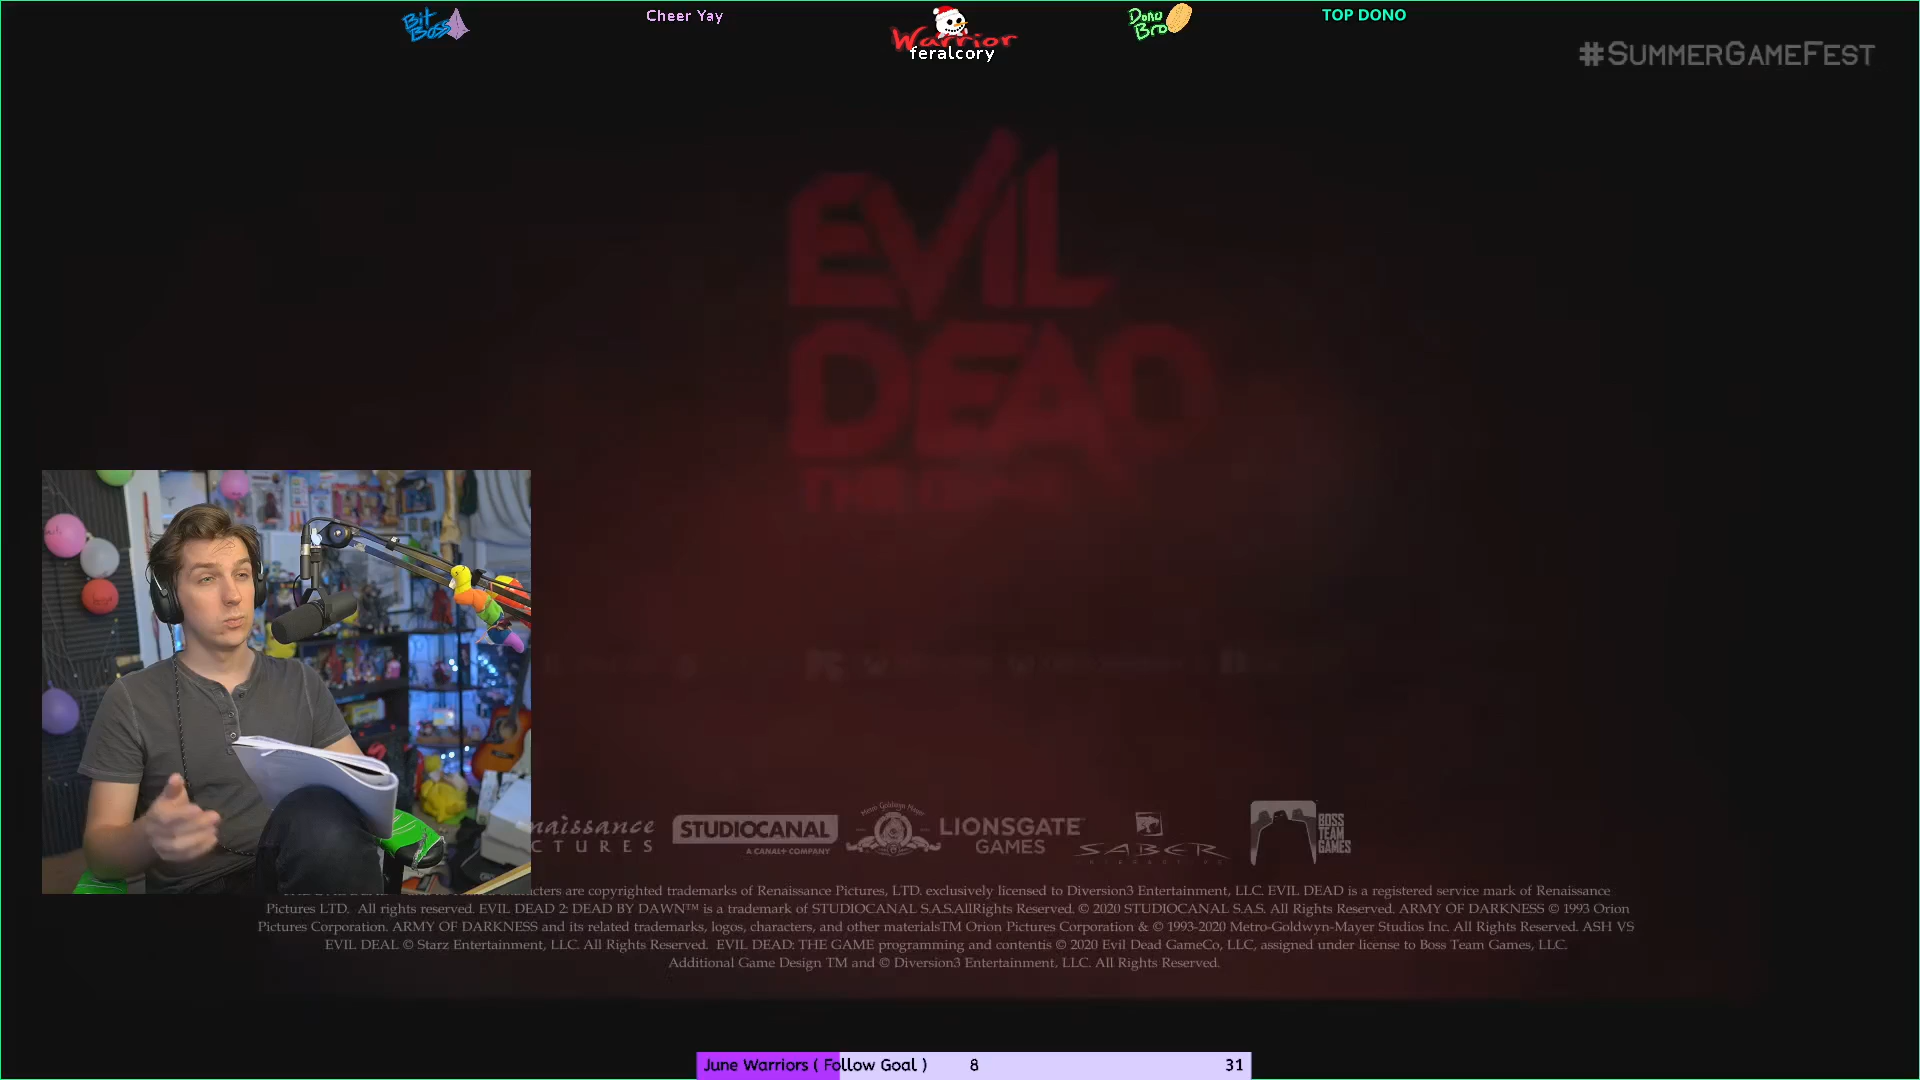 Bit Boss
Cheer Yay
Warrior
feralcory
Dono Bro
TOP DONO
#SUMMERGAMEFEST
EVIL
DEAD
THE GAME
STUDIOCANAL
A CANAL+ COMPANY
Metro Goldwyn Mayer
LIONSGATE
GAMES
SABER
INTERACTIVE
BOSS
TEAM
GAMES
are copyrighted trademarks of Renaissance Pictures, LTD. exclusively licensed to Diversion3 Entertainment, LLC. EVIL DEAD is a registered service mark of Renaissance
Pictures LTD. All rights reserved. EVIL DEAD 2: DEAD BY DAWN™ is a trademark of STUDIOCANAL S.A.S.AllRights Reserved. © 2020 STUDIOCANAL S.A.S. All Rights Reserved. ARMY OF DARKNESS © 1993 Orion
Pictures Corporation. ARMY OF DARKNESS and its related trademarks, logos, characters, and other materialsTM Orion Pictures Corporation & © 1993-2020 Metro-Goldwyn-Mayer Studios Inc. All Rights Reserved. ASH VS
EVIL DEAL © Starz Entertainment, LLC. All Rights Reserved. EVIL DEAD: THE GAME programming and contentis © 2020 Evil Dead GameCo, LLC, assigned under license to Boss Team Games, LLC.
Additional Game Design TM and © Diversion3 Entertainment, LLC. All Rights Reserved.
June Warriors ( Follow Goal ) 8 31